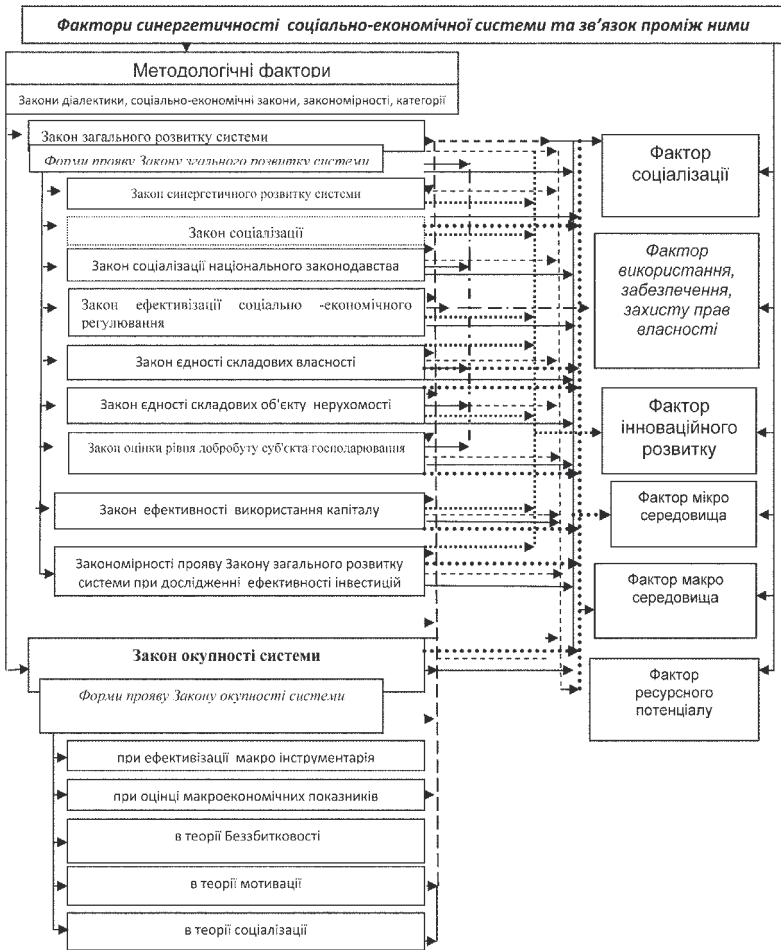 Фактори синергетичності соціально-економічної системи та зв'язок проміж ними
Методологічні фактори
Закони діалектики, соціально-економічні закони, закономірності, категорії
Закон загального розвитку системи
Форми прояву Закону згального розвитку системи
Закон синергетичного розвитку системи
Закон соціалізації
Закон соціалізації національного законодавства
Закон ефективізації соціально -економічного
регулювання
Закон єдності складових власності
Закон єдності складових об'єкту нерухомості
Закон оцінки рівня добробуту суб'єкта господарювання
Закон ефективності використання капіталу
Закономірності прояву Закону загального розвитку
системи при дослідженні ефективності інвестицій
Закон окупності системи
Форми прояву Закону окупності системи
при ефективізації макро інструментарія
при оцінці макроекономічних показників
в теорії Беззбитковості
в теорії мотивації
в теорії соціалізації
Фактор
соціалізації
Фактор
використання,
забезпечення,
захисту прав
власності
Фактор
інноваційного
розвитку
Фактор мікро
середовища
Фактор макро
середовища
Фактор
ресурсного
потенціалу